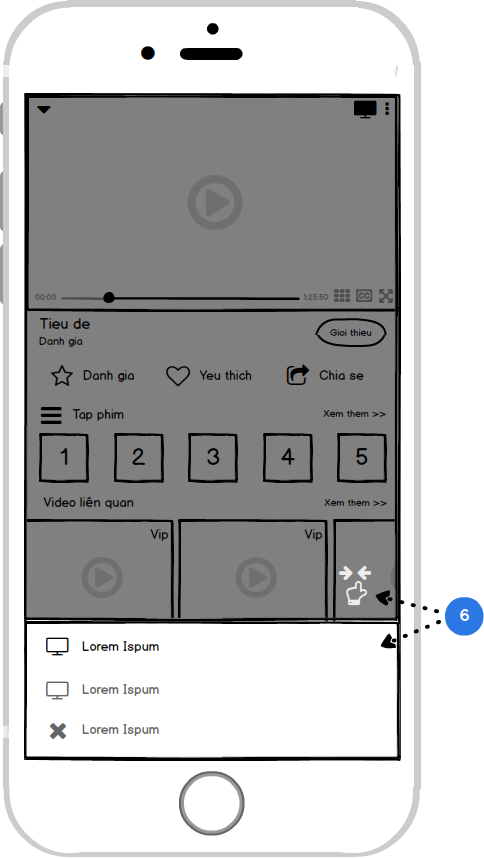 00:00
1:25:50
CC
Tieu de
Danh gia
Gioi thieu
Danh gia
Yeu thich
Chia se
Tap phim
Xem them >>
1 2 3 4 5
Video liên quan
Xem them >>
Vip
Vip
6
Lorem Ispum
Lorem Ispum
Lorem Ispum